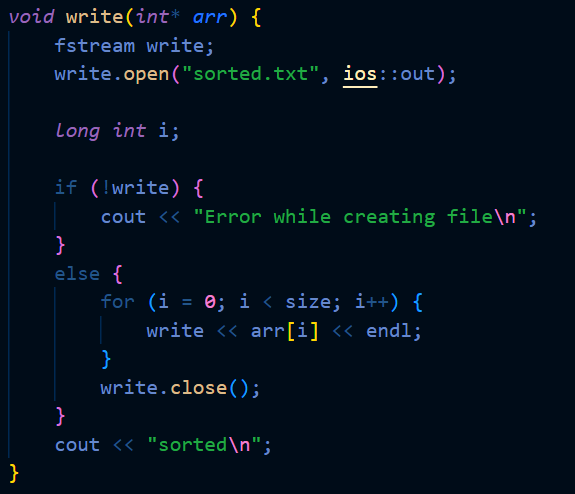 void write(int* arr) {
    fstream write;
    write.open("sorted.txt", ios::out);

    long int i;

    if (!write) {
        cout << "Error while creating file\n";
    }
    else {
        for (i = 0; i < size; i++) {
            write << arr[i] << endl;
        }
        write.close();
    }
    cout << "sorted\n";
}